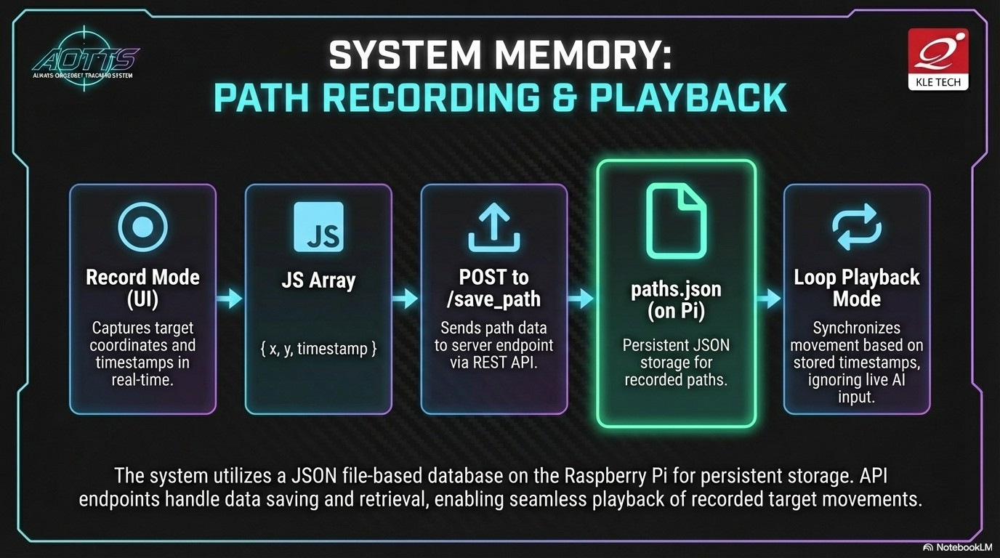 AOTTS
SYSTEM MEMORY:
PATH RECORDING & PLAYBACK
KLE TECH
Record Mode
(UI)
Captures target
coordinates and
timestamps in
real-time.
JS
JS Array
{ x, y, timestamp }
POST to
/save_path
Sends path data
to server endpoint
via REST API.
paths.json
(on Pi)
Persistent JSON
storage for
recorded paths.
Loop Playback
Mode
Synchronizes
movement based on
stored timestamps,
ignoring live AI
input.
The system utilizes a JSON file-based database on the Raspberry Pi for persistent storage. API
endpoints handle data saving and retrieval, enabling seamless playback of recorded target movements.
NotebookLM